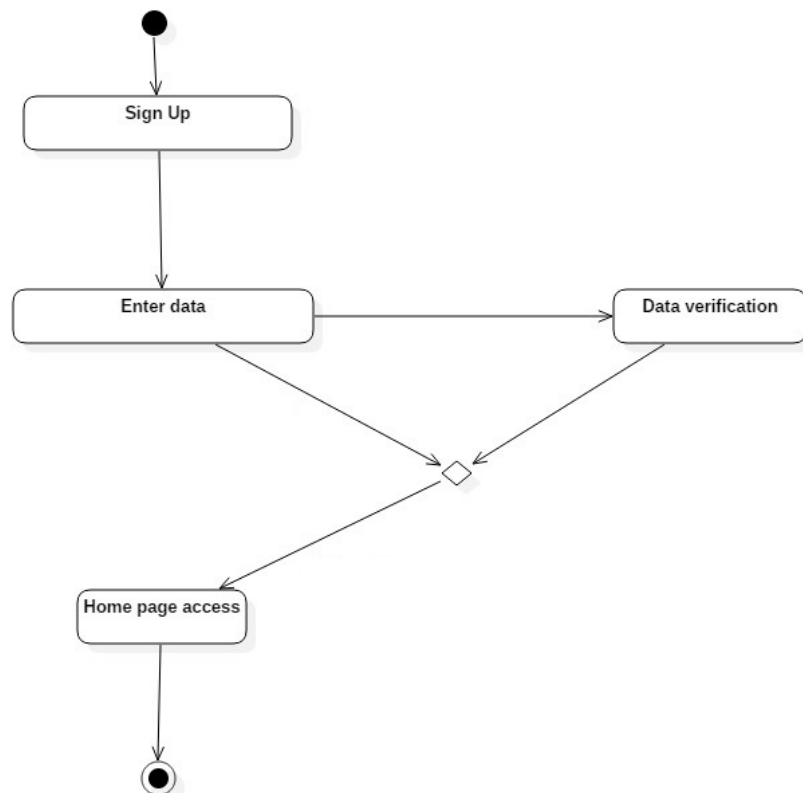 Sign Up
Enter data
Data verification
Home page access